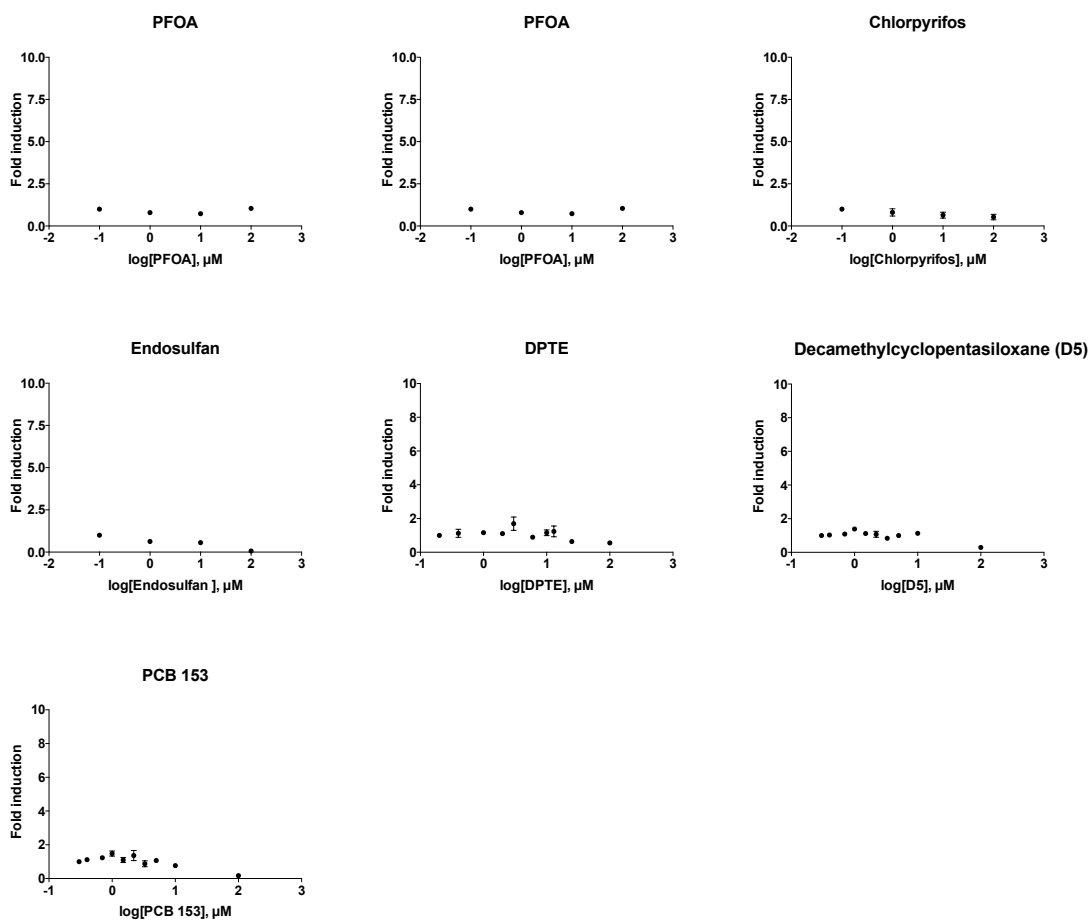 PFOA
10.0
7.5
5.0
2.5
0.0
Fold induction
-2 -1 0 1 2 3
log[PFOA], µM
PFOA
10.0
7.5
5.0
2.5
0.0
Fold induction
-2 -1 0 1 2 3
log[PFOA], µM
Chlorpyrifos
10.0
7.5
5.0
2.5
0.0
Fold induction
-2 -1 0 1 2 3
log[Chlorpyrifos], µM
Endosulfan
10.0
7.5
5.0
2.5
0.0
Fold induction
-2 -1 0 1 2 3
log[Endosulfan ], µM
DPTE
10
8
6
4
2
0
Fold induction
-1 0 1 2 3
log[DPTE], µM
Decamethylcyclopentasiloxane (D5)
10
8
6
4
2
0
Fold induction
-1 0 1 2 3
log[D5], µM
PCB 153
10
8
6
4
2
0
Fold induction
-1 0 1 2 3
log[PCB 153], µM